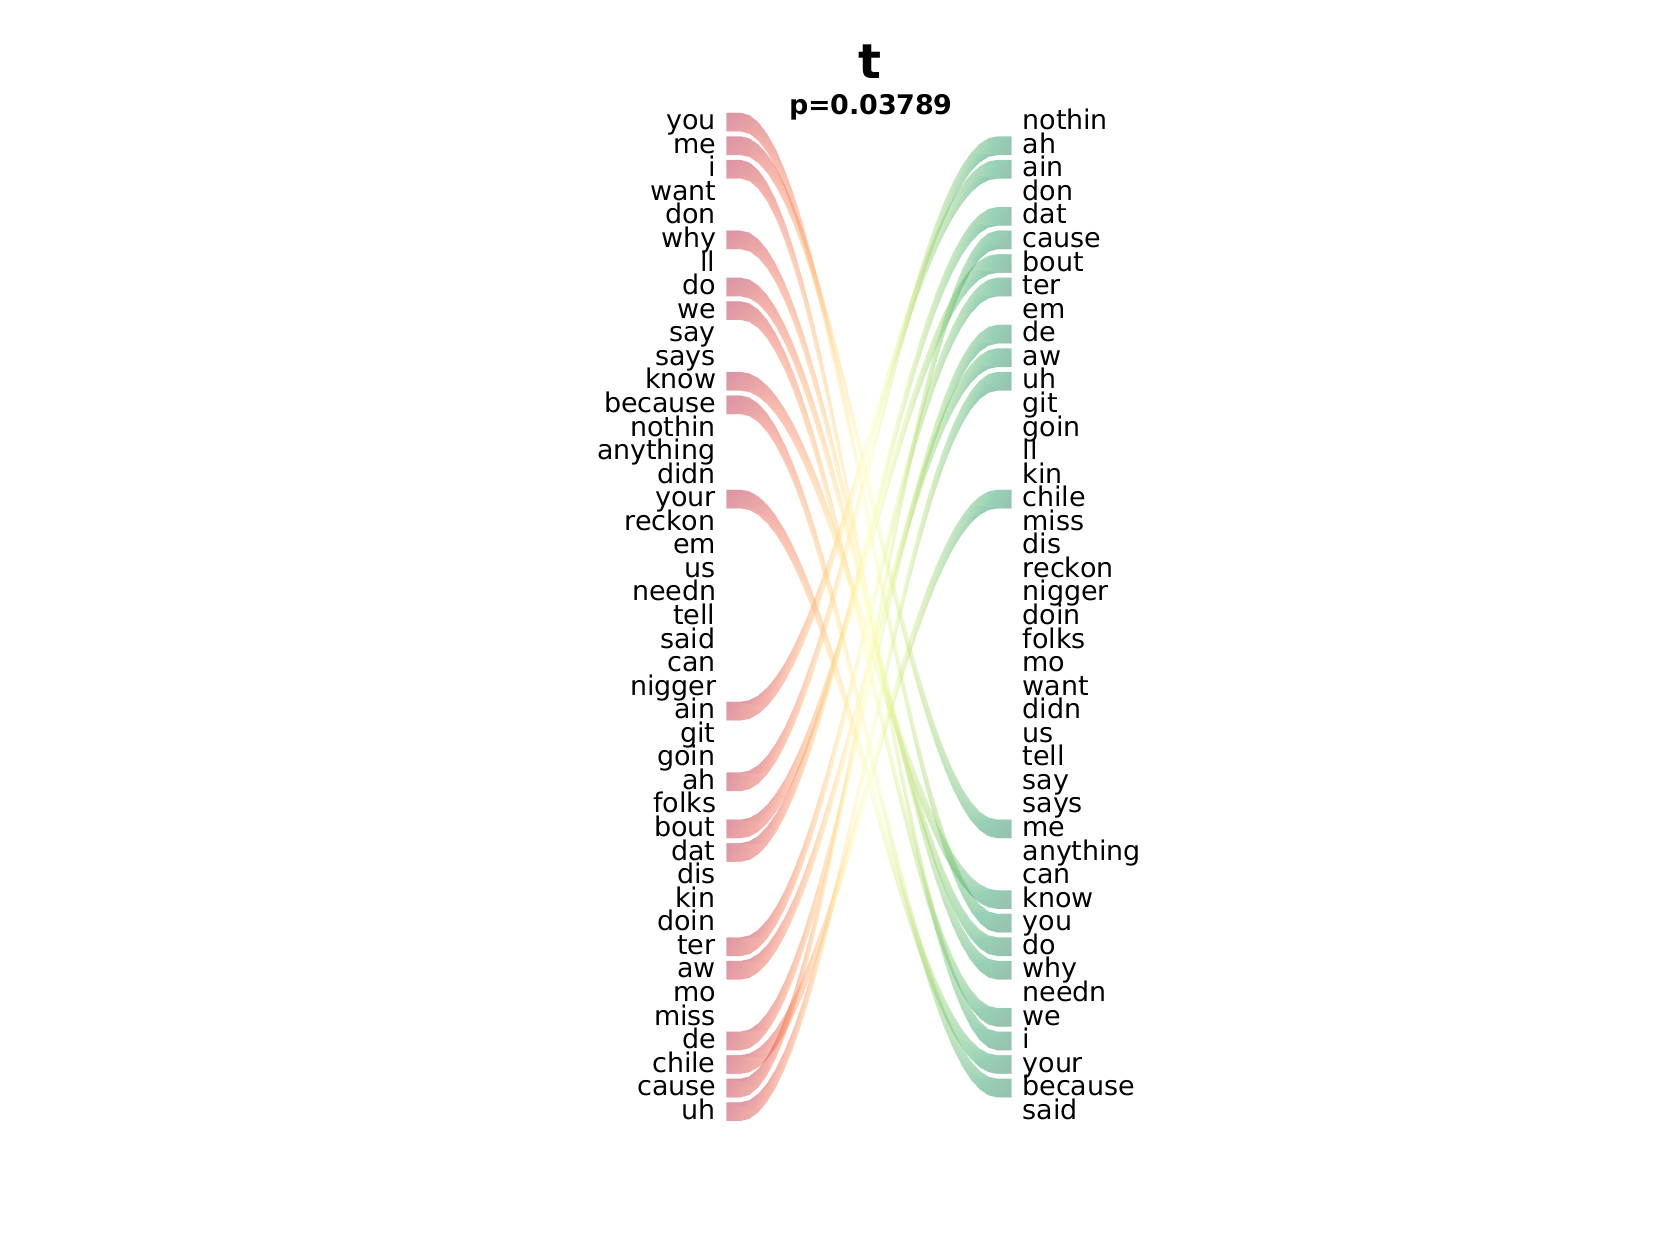 t
p=0.03789
you nothin
me ah
i ain
want don
don dat
why cause
ll bout
do ter
we em
say de
says aw
know uh
because git
nothin goin
anything ll
didn kin
your chile
reckon miss
em dis
us reckon
needn nigger
tell doin
said folks
can mo
nigger want
ain didn
git us
goin tell
ah say
folks says
bout me
dat anything
dis can
kin know
doin you
ter do
aw why
mo needn
miss we
de i
chile your
cause because
uh said